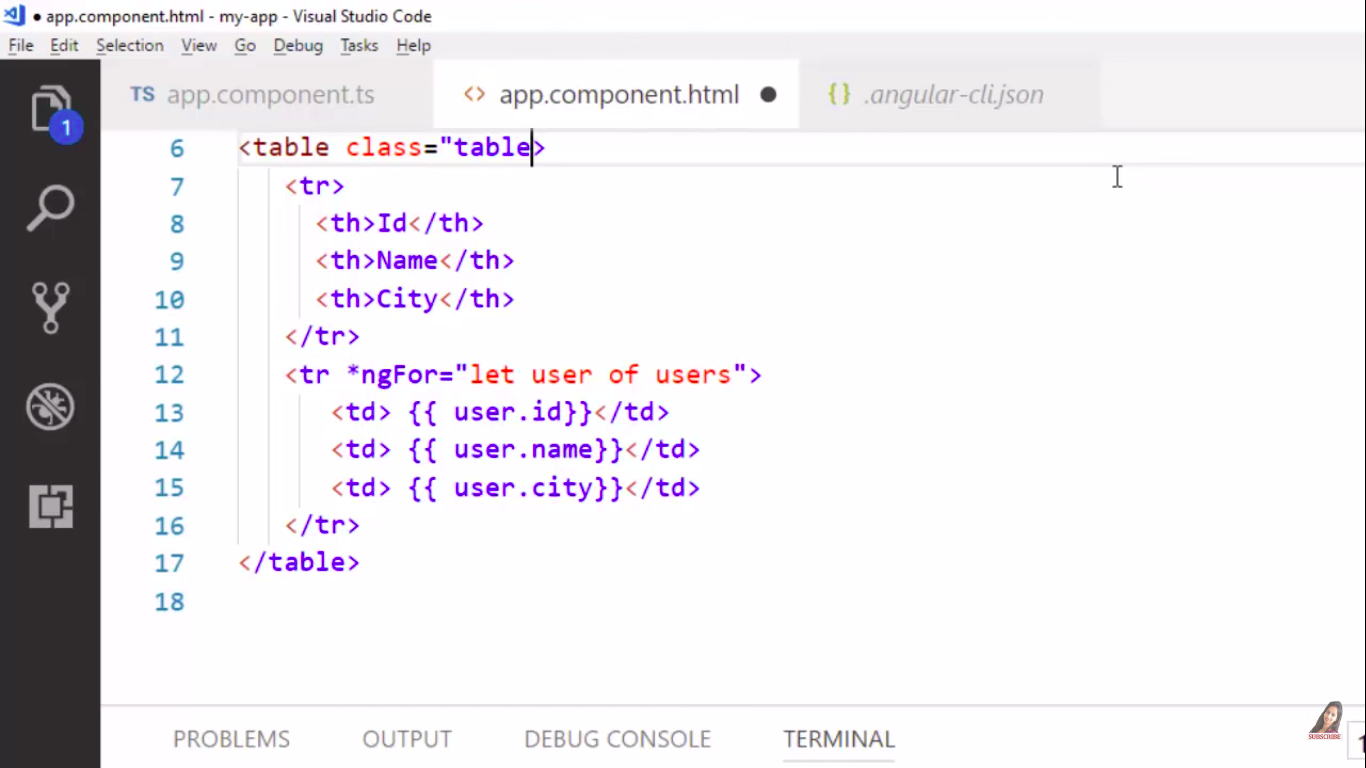 ● app.component.html - my-app - Visual Studio Code
File Edit Selection View Go Debug Tasks Help
TS app.component.ts <> app.component.html ● {} .angular-cli.json
1
6 <table class="table>
7 <tr>
8 <th>Id</th>
9 <th>Name</th>
10 <th>City</th>
11 </tr>
12 <tr *ngFor="let user of users">
13 <td> {{ user.id}}</td>
14 <td> {{ user.name}}</td>
15 <td> {{ user.city}}</td>
16 </tr>
17 </table>
18
PROBLEMS OUTPUT DEBUG CONSOLE TERMINAL
SUBSCRIBE
1